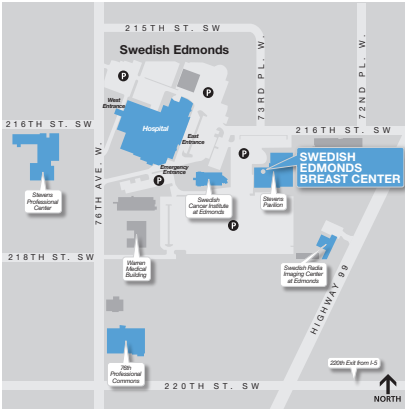 215TH ST. SW
Swedish Edmonds
73RD PL. W.
72ND PL. W.
P
P
West
Entrance
Hospital
East
Entrance
216TH ST. SW
216TH ST. SW
P
SWEDISH
EDMONDS
BREAST CENTER
Emergency
Entrance
P
76TH AVE. W.
Stevens
Professional
Center
Swedish
Cancer Institute
at Edmonds
Stevens
Pavilion
P
218TH ST. SW
Warren
Medical
Building
Swedish Radia
Imaging Center
at Edmonds
HIGHWAY 99
76th
Professional
Commons
220th Exit from I-5
220TH ST. SW
NORTH